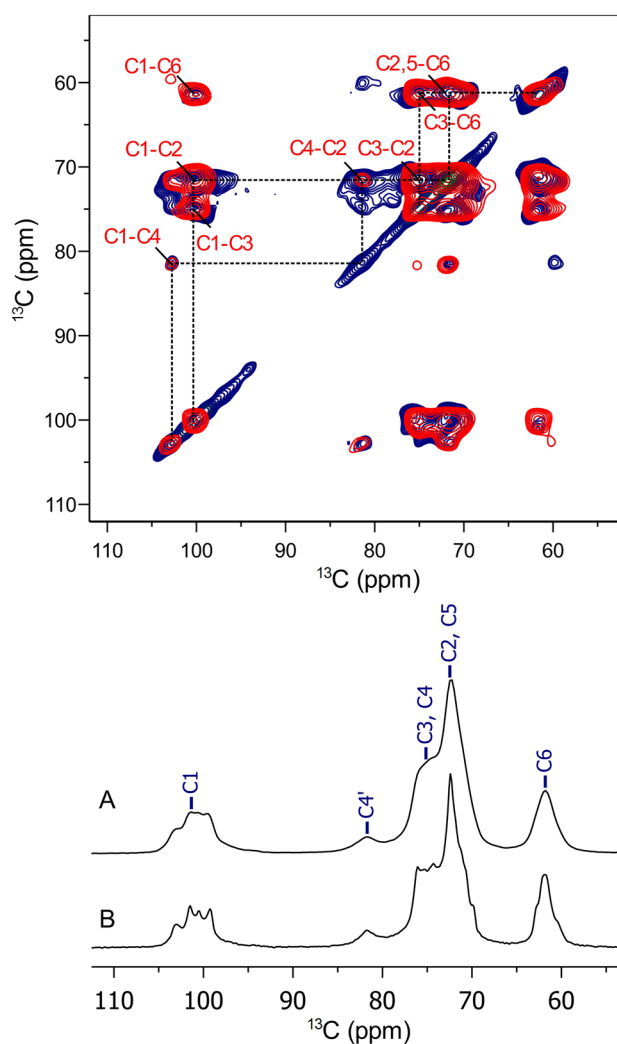 C1–C6
C2,5–C6
C3–C6
C1–C2
C4–C2
C3–C2
C1–C4
C1–C3
60
70
80
90
100
110
¹³C (ppm)
110
100
90
80
70
60
¹³C (ppm)
C1
C4'
C3, C4
C2, C5
C6
A
B
110
100
90
80
70
60
¹³C (ppm)